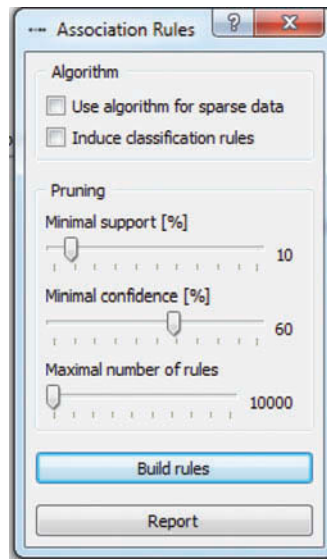 Association Rules
Algorithm
Use algorithm for sparse data
Induce classification rules
Pruning
Minimal support [%]
10
Minimal confidence [%]
60
Maximal number of rules
10000
Build rules
Report